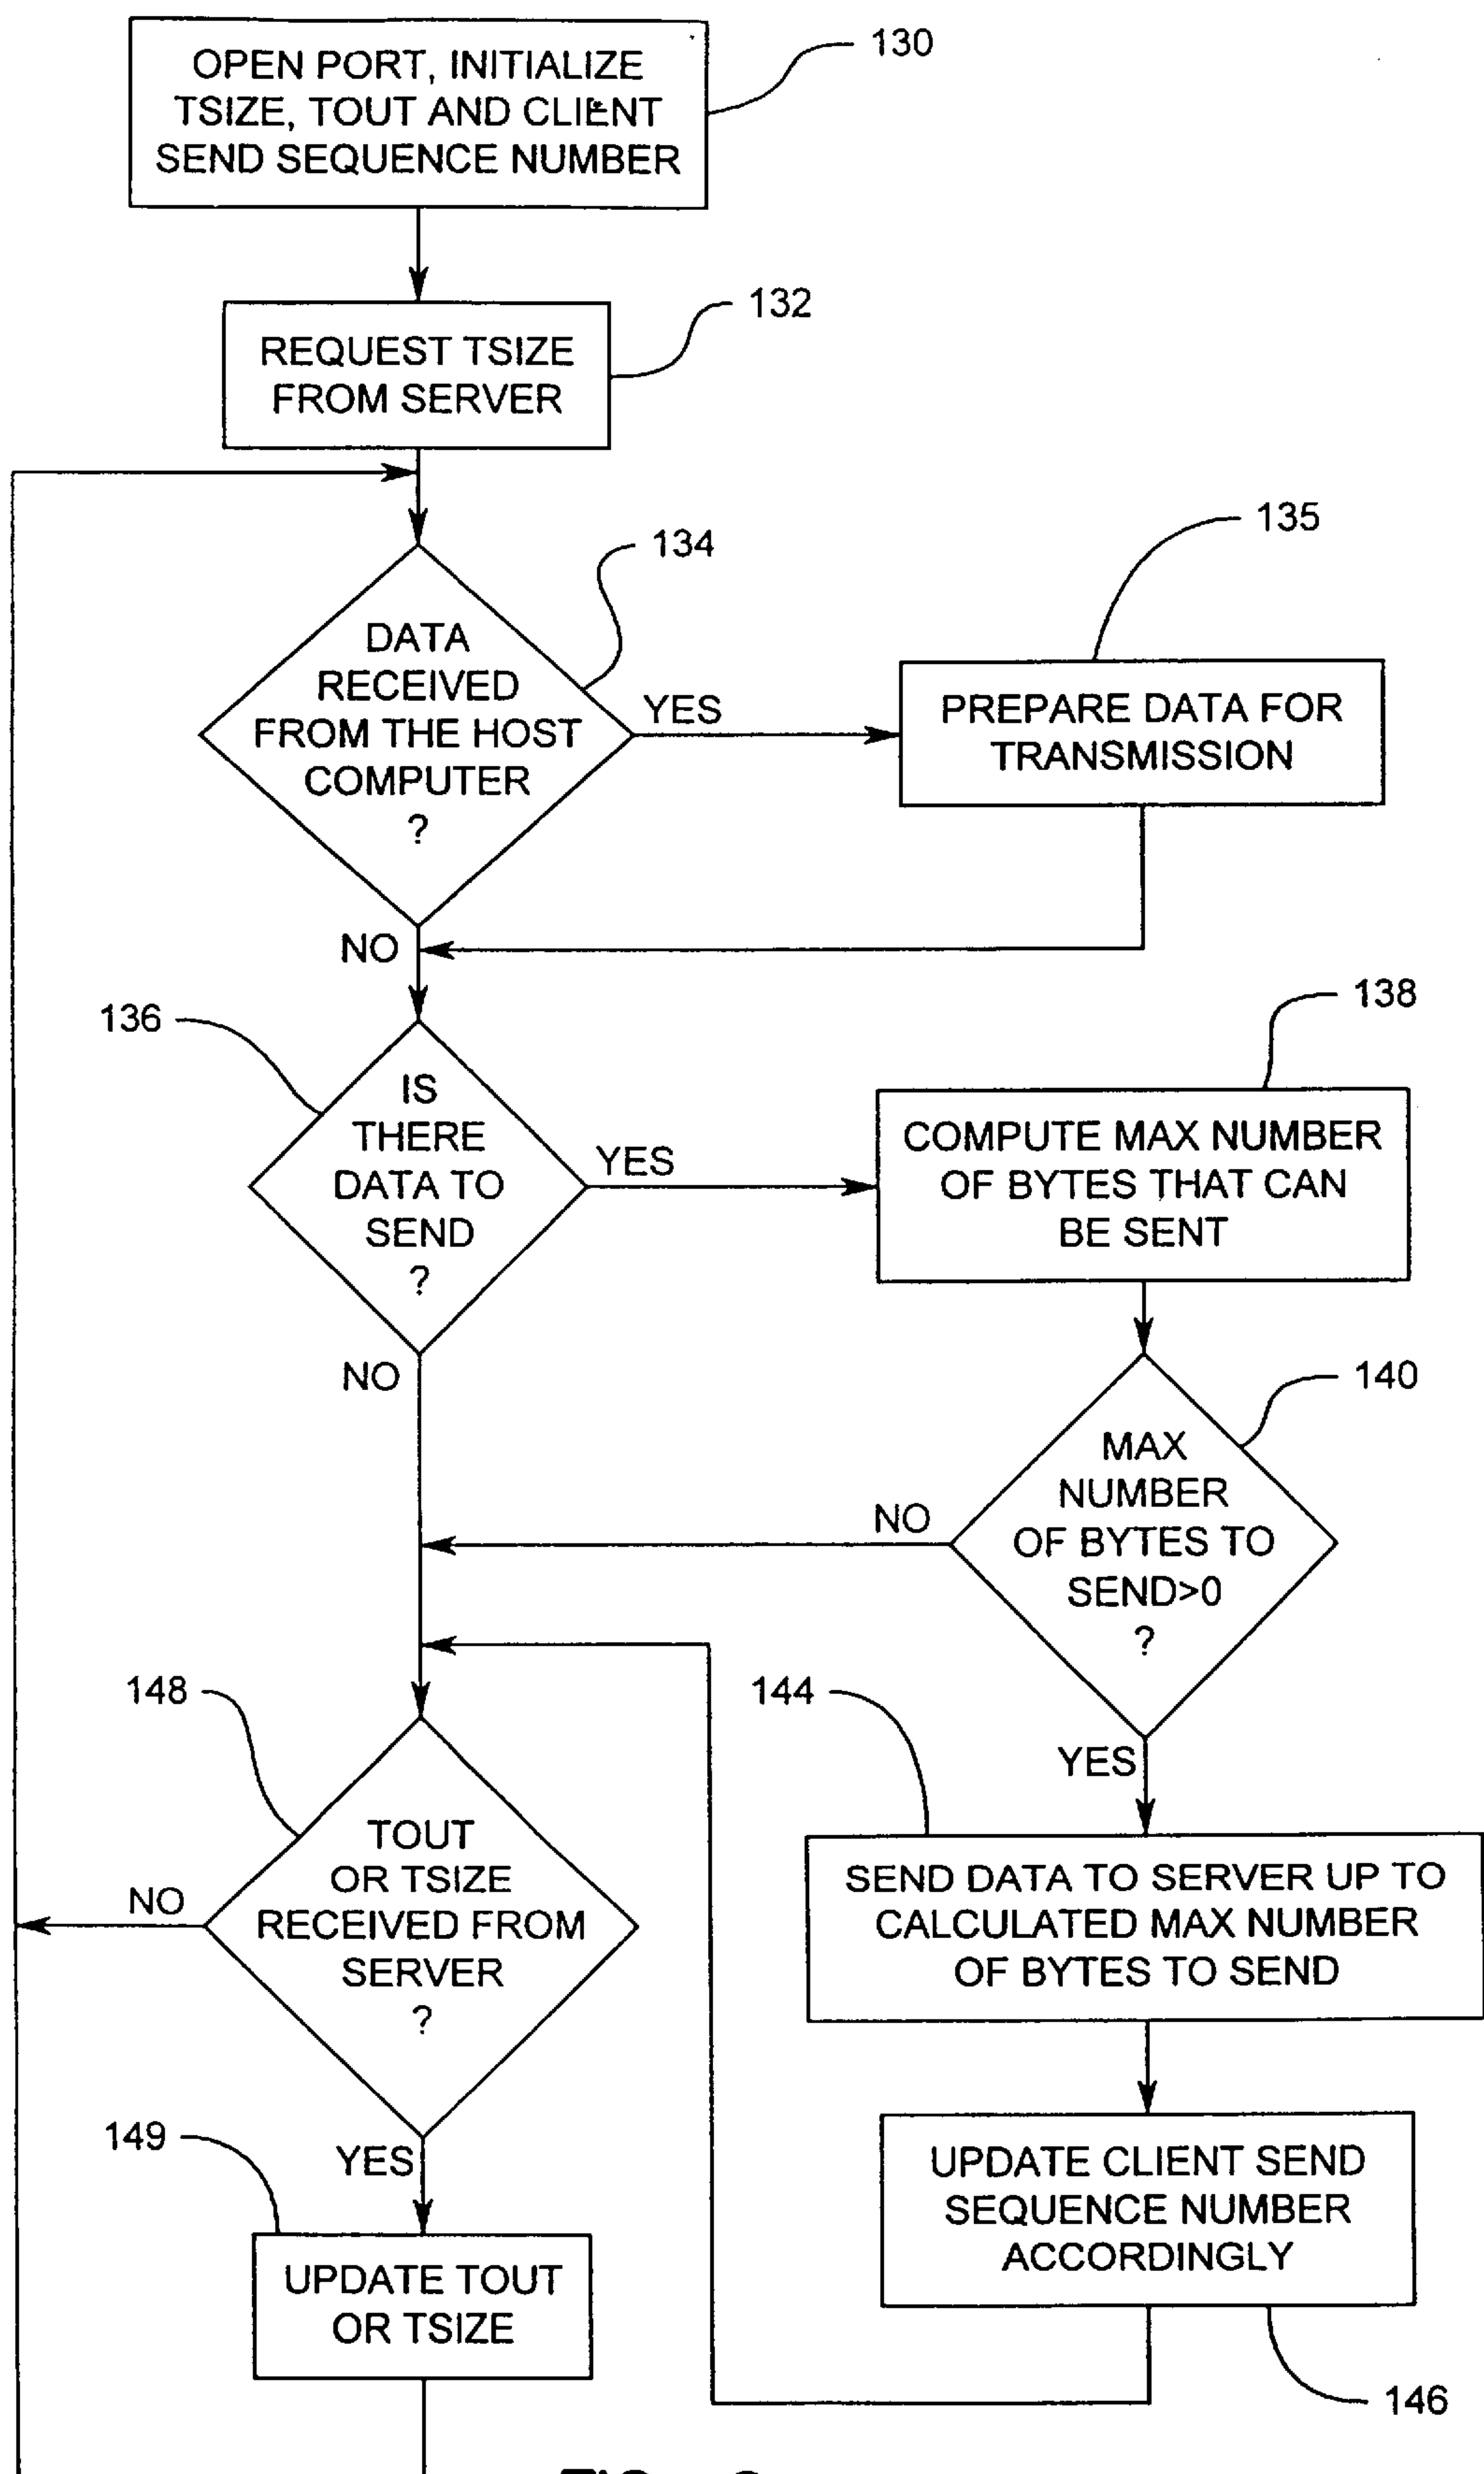 OPEN PORT, INITIALIZE
TSIZE, TOUT AND CLIENT
SEND SEQUENCE NUMBER
130
REQUEST TSIZE
FROM SERVER
132
DATA
RECEIVED
FROM THE HOST
COMPUTER
?
134
YES
NO
PREPARE DATA FOR
TRANSMISSION
135
136
IS
THERE
DATA TO
SEND
?
YES
NO
COMPUTE MAX NUMBER
OF BYTES THAT CAN
BE SENT
138
MAX
NUMBER
OF BYTES TO
SEND>0
?
140
NO
YES
144
SEND DATA TO SERVER UP TO
CALCULATED MAX NUMBER
OF BYTES TO SEND
UPDATE CLIENT SEND
SEQUENCE NUMBER
ACCORDINGLY
146
148
TOUT
OR TSIZE
RECEIVED FROM
SERVER
?
NO
YES
149
UPDATE TOUT
OR TSIZE